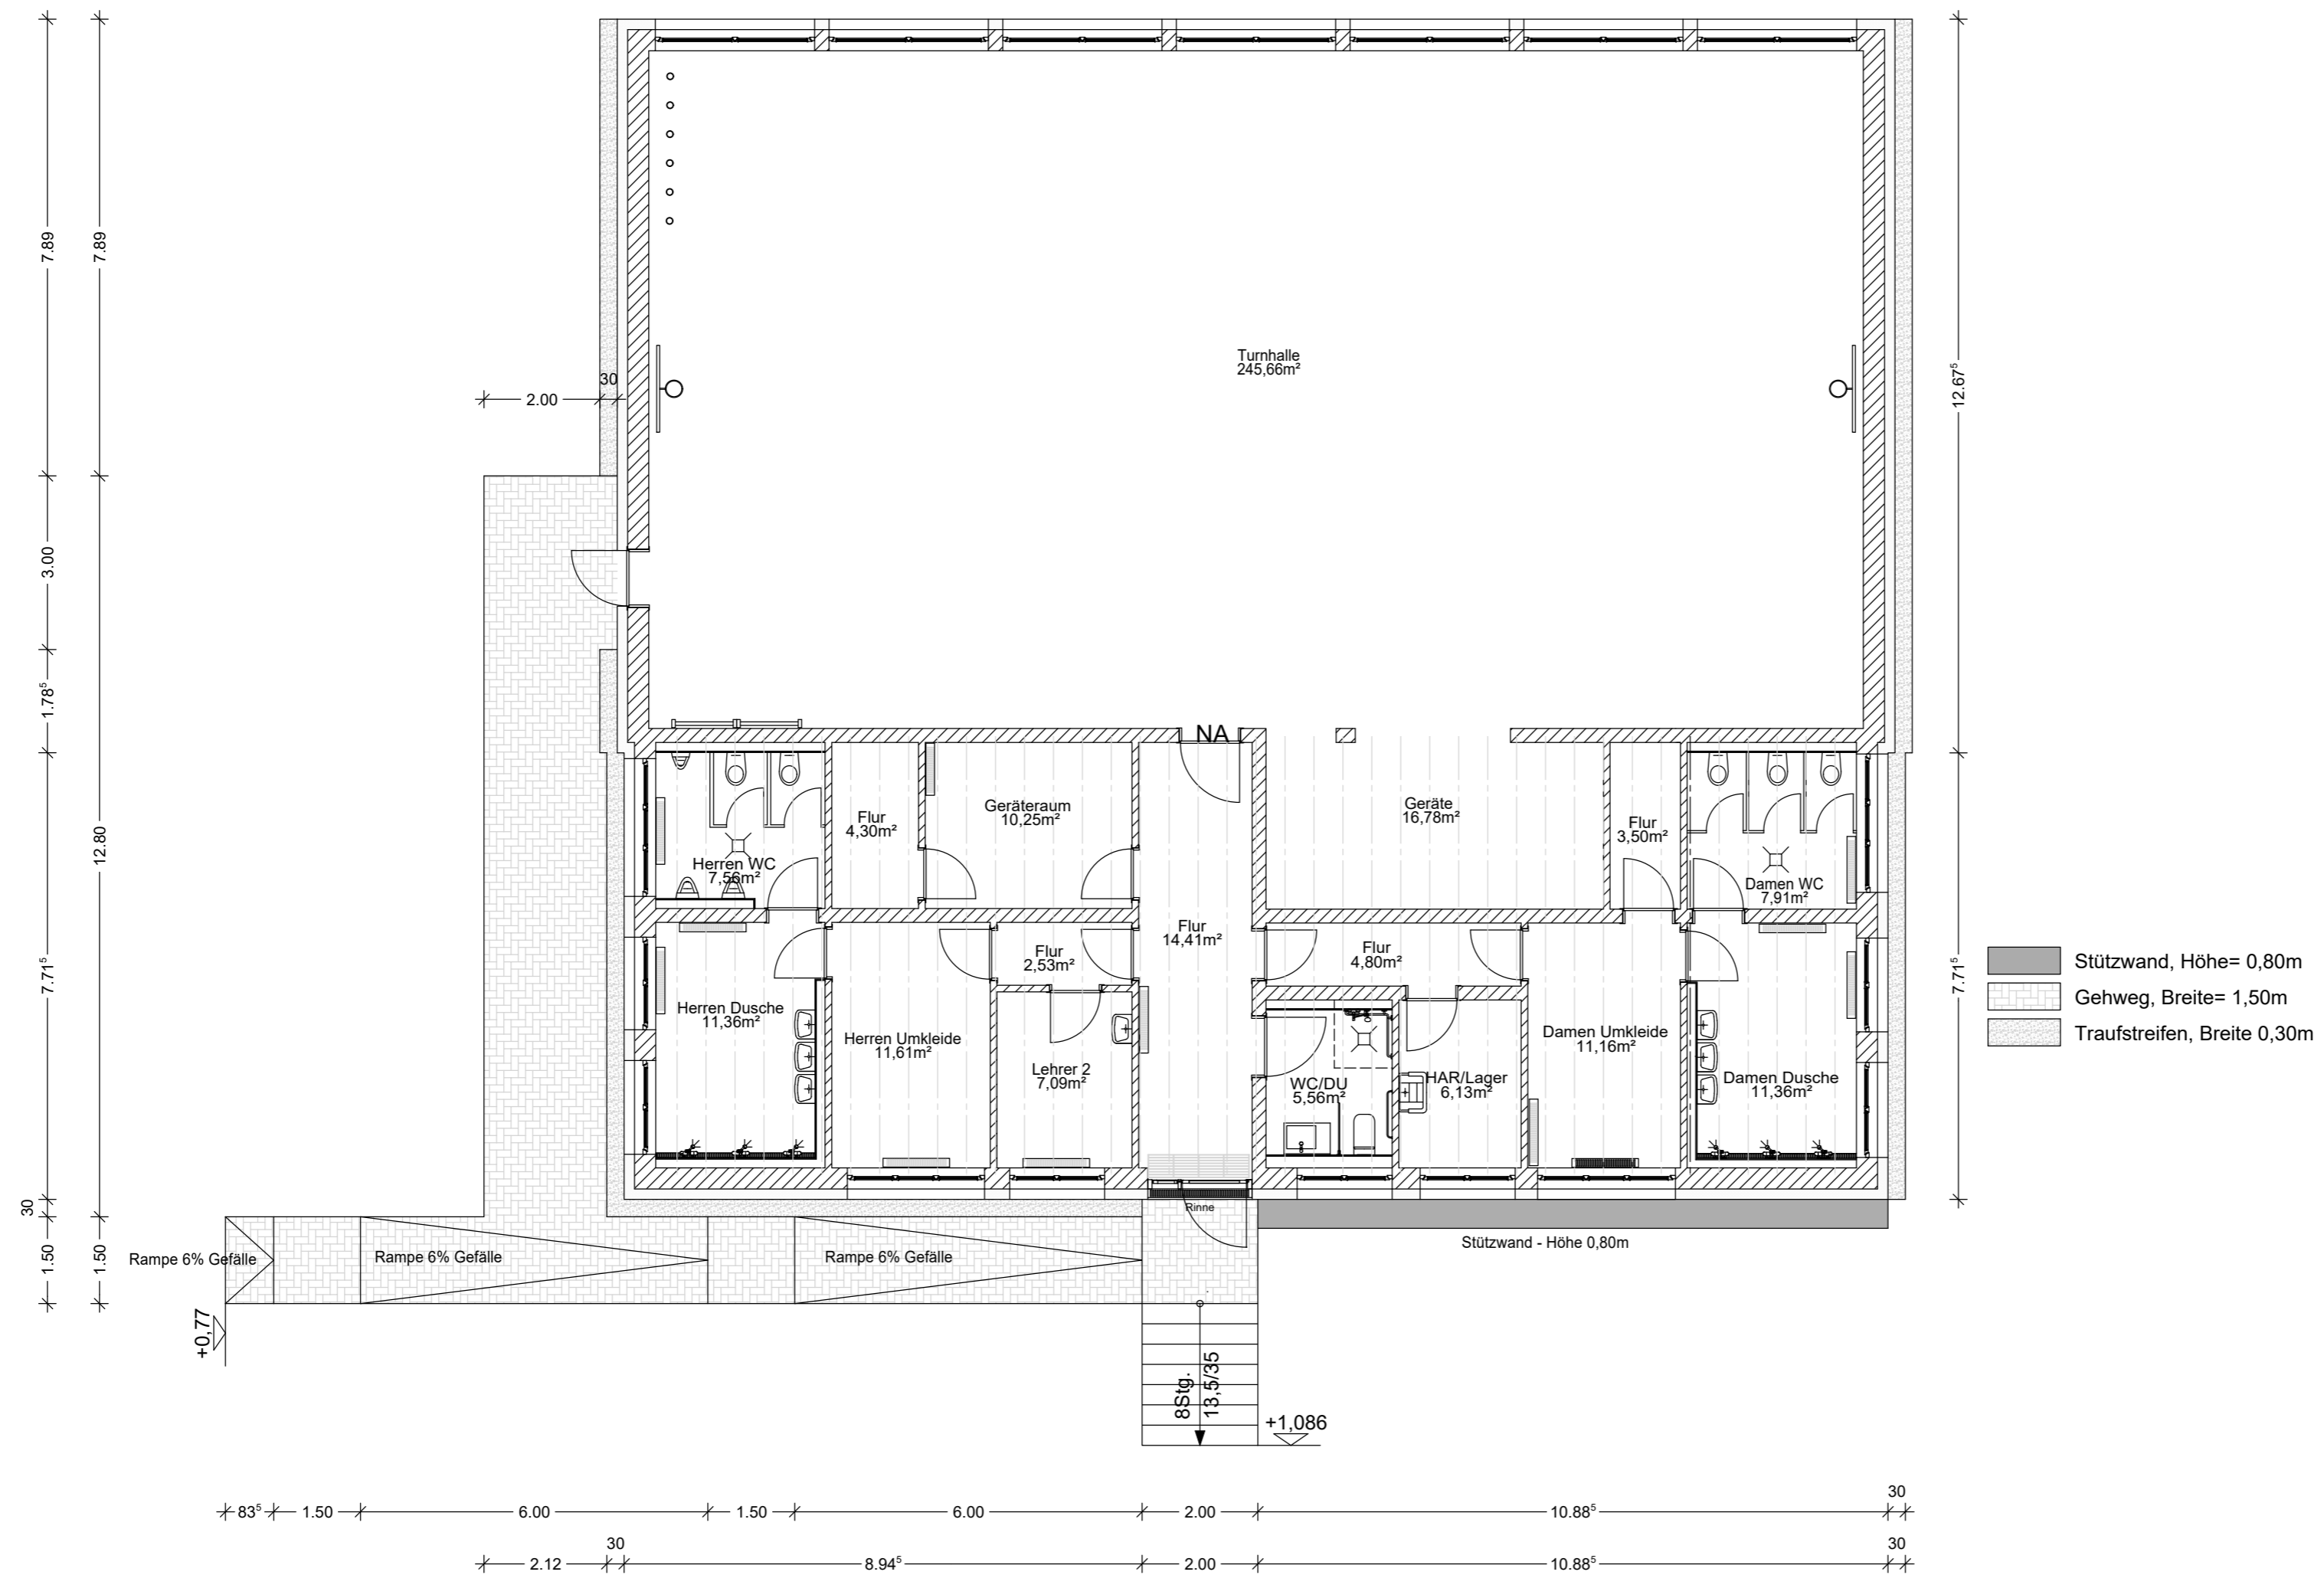 7.89
7.89
3.00
1.78⁵
12.80
7.71⁵
30
1.50
1.50
2.00
30
12.67⁵
7.71⁵
Turnhalle
245,66m²
NA
Herren WC
7,56m²
Flur
4,30m²
Geräteraum
10,25m²
Geräte
16,78m²
Flur
3,50m²
Damen WC
7,91m²
Flur
14,41m²
Flur
2,53m²
Flur
4,80m²
Herren Dusche
11,36m²
Herren Umkleide
11,61m²
Lehrer 2
7,09m²
WC/DU
5,56m²
HAR/Lager
6,13m²
Damen Umkleide
11,16m²
Damen Dusche
11,36m²
Stützwand, Höhe= 0,80m
Gehweg, Breite= 1,50m
Traufstreifen, Breite 0,30m
Rinne
Stützwand - Höhe 0,80m
Rampe 6% Gefälle
Rampe 6% Gefälle
Rampe 6% Gefälle
+0,77
8Stg.
13,5/35
+1,086
83⁵
1.50
6.00
1.50
6.00
2.00
10.88⁵
30
2.12
30
8.94⁵
2.00
10.88⁵
30